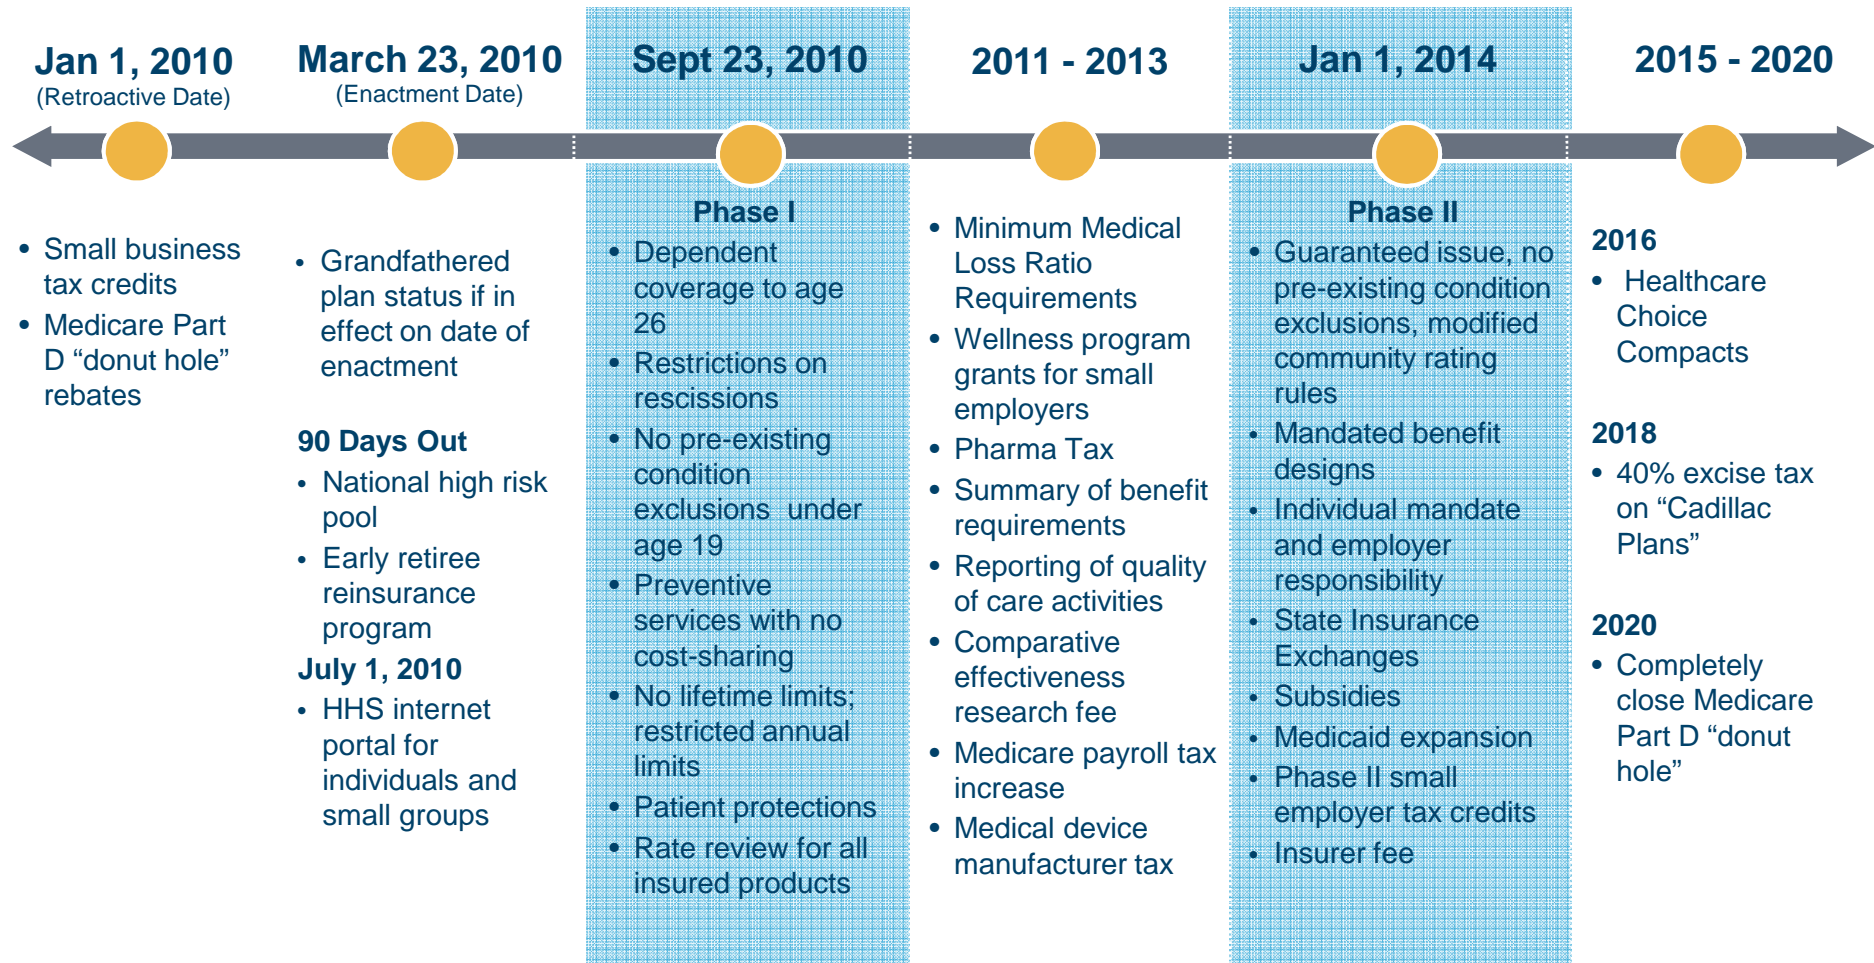 Jan 1, 2010
(Retroactive Date)
• Small business
tax credits
• Medicare Part
D “donut hole”
rebates
March 23, 2010
(Enactment Date)
• Grandfathered
plan status if in
effect on date of
enactment
90 Days Out
• National high risk
pool
• Early retiree
reinsurance
program
July 1, 2010
• HHS internet
portal for
individuals and
small groups
Sept 23, 2010
Phase I
• Dependent
coverage to age
26
• Restrictions on
rescissions
• No pre-existing
condition
exclusions under
age 19
• Preventive
services with no
cost-sharing
• No lifetime limits;
restricted annual
limits
• Patient protections
• Rate review for all
insured products
2011 - 2013
• Minimum Medical
Loss Ratio
Requirements
• Wellness program
grants for small
employers
• Pharma Tax
• Summary of benefit
requirements
• Reporting of quality
of care activities
• Comparative
effectiveness
research fee
• Medicare payroll tax
increase
• Medical device
manufacturer tax
Jan 1, 2014
Phase II
• Guaranteed issue, no
pre-existing condition
exclusions, modified
community rating
rules
• Mandated benefit
designs
• Individual mandate
and employer
responsibility
• State Insurance
Exchanges
• Subsidies
• Medicaid expansion
• Phase II small
employer tax credits
• Insurer fee
2015 - 2020
2016
• Healthcare
Choice
Compacts
2018
• 40% excise tax
on “Cadillac
Plans”
2020
• Completely
close Medicare
Part D “donut
hole”